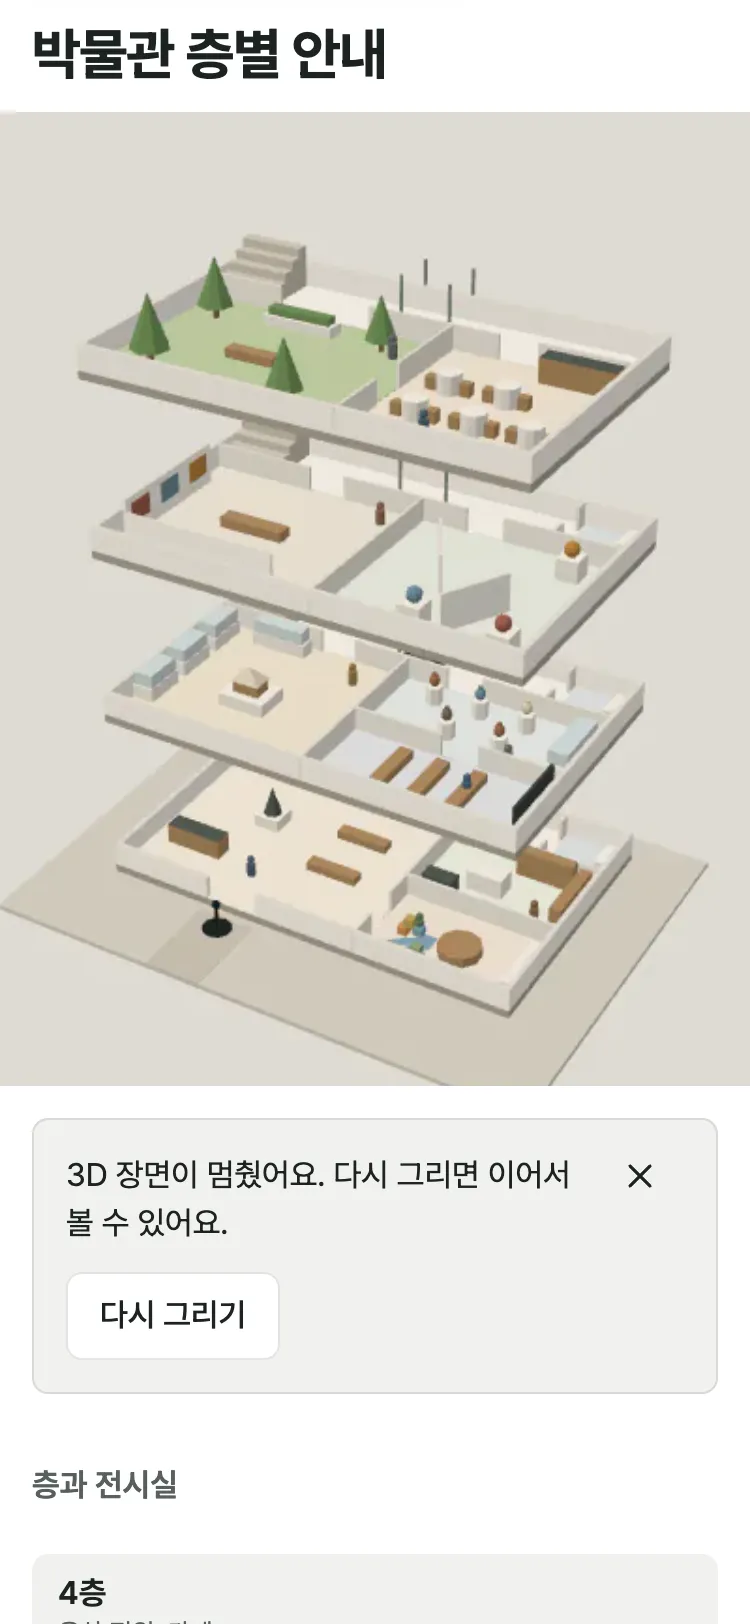 박물관 층별 안내
3D 장면이 멈췄어요. 다시 그리면 이어서
볼 수 있어요.
다시 그리기
층과 전시실
4층